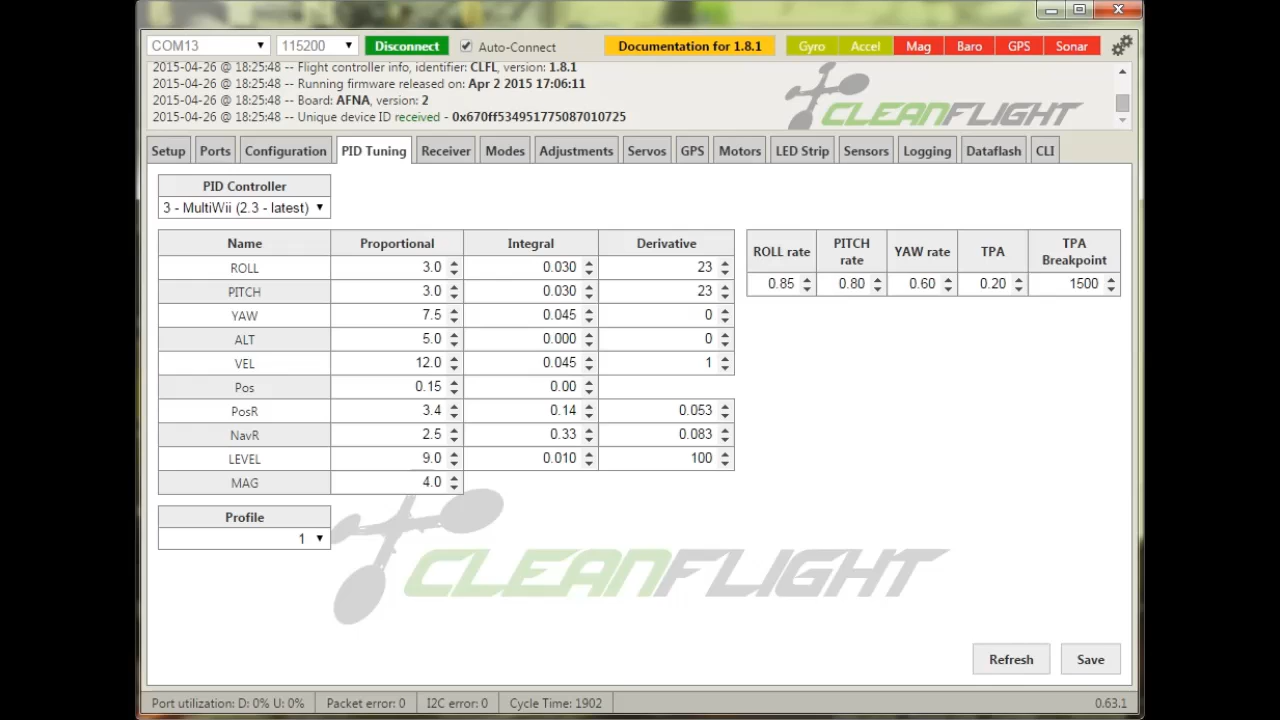 COM13 115200 Disconnect Auto-Connect Documentation for 1.8.1 Gyro Accel Mag Baro GPS Sonar
2015-04-26 @ 18:25:48 -- Flight controller info, identifier: CLFL, version: 1.8.1
2015-04-26 @ 18:25:48 -- Running firmware released on: Apr 2 2015 17:06:11
2015-04-26 @ 18:25:48 -- Board: AFNA, version: 2
2015-04-26 @ 18:25:48 -- Unique device ID received - 0x670ff534951775087010725
CLEANFLIGHT
Setup Ports Configuration PID Tuning Receiver Modes Adjustments Servos GPS Motors LED Strip Sensors Logging Dataflash CLI
PID Controller
3 - MultiWii (2.3 - latest)
Name Proportional Integral Derivative
ROLL 3.0 0.030 23
PITCH 3.0 0.030 23
YAW 7.5 0.045 0
ALT 5.0 0.000 0
VEL 12.0 0.045 1
Pos 0.15 0.00
PosR 3.4 0.14 0.053
NavR 2.5 0.33 0.083
LEVEL 9.0 0.010 100
MAG 4.0
ROLL rate PITCH rate YAW rate TPA TPA Breakpoint
0.85 0.80 0.60 0.20 1500
Profile
1
CLEANFLIGHT
Refresh Save
Port utilization: D: 0% U: 0% Packet error: 0 I2C error: 0 Cycle Time: 1902 0.63.1